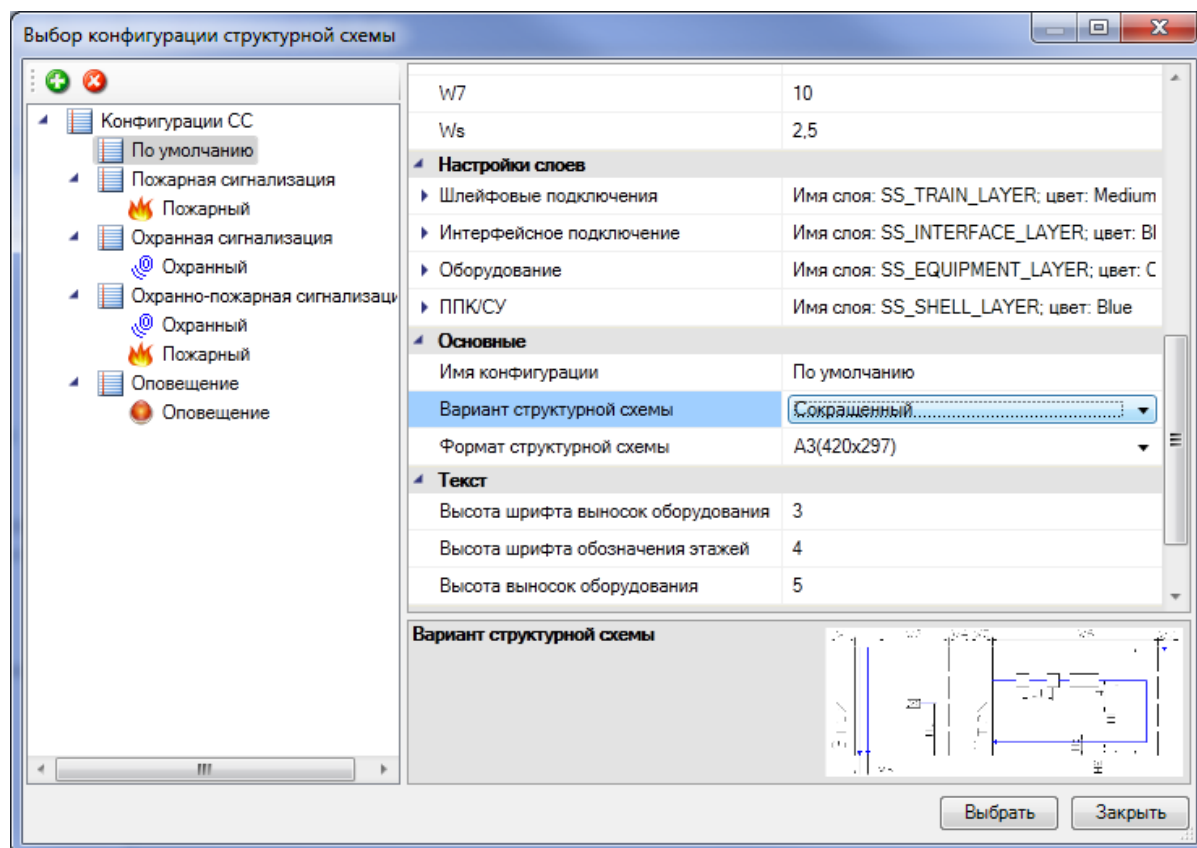 Выбор конфигурации структурной схемы
Конфигурации СС
По умолчанию
Пожарная сигнализация
Пожарный
Охранная сигнализация
Охранный
Охранно-пожарная сигнализаци
Охранный
Пожарный
Оповещение
Оповещение
W7 10
Ws 2,5
Настройки слоев
Шлейфовые подключения Имя слоя: SS_TRAIN_LAYER; цвет: Medium
Интерфейсное подключение Имя слоя: SS_INTERFACE_LAYER; цвет: Bl
Оборудование Имя слоя: SS_EQUIPMENT_LAYER; цвет: C
ППК/СУ Имя слоя: SS_SHELL_LAYER; цвет: Blue
Основные
Имя конфигурации По умолчанию
Вариант структурной схемы Сокращенный
Формат структурной схемы А3(420x297)
Текст
Высота шрифта выносок оборудования 3
Высота шрифта обозначения этажей 4
Высота выносок оборудования 5
Вариант структурной схемы
Выбрать Закрыть